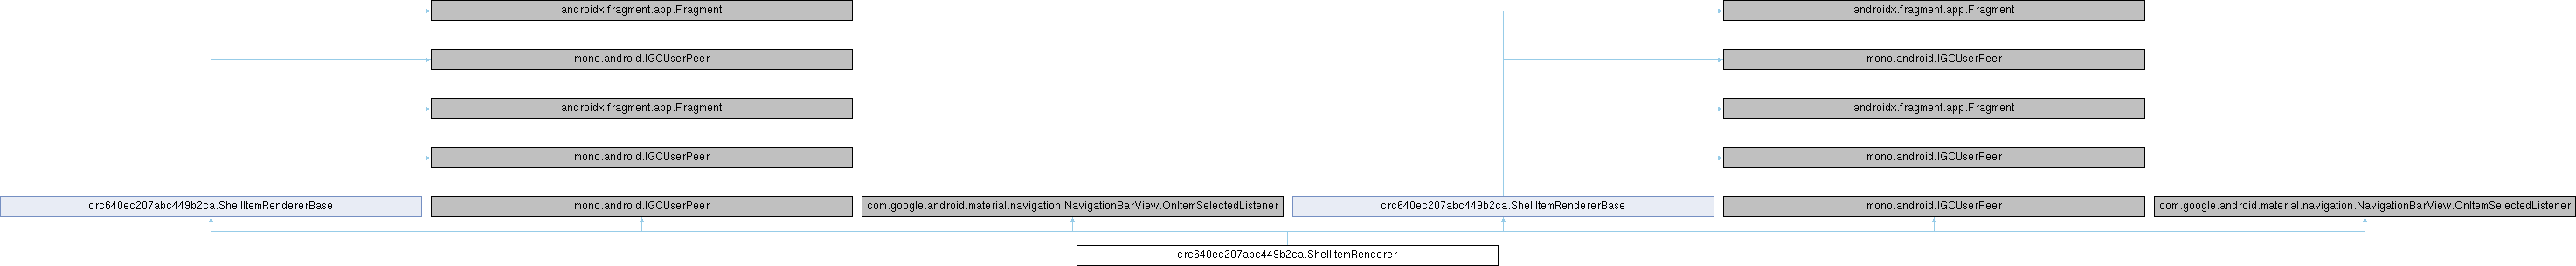 androidx.fragment.app.Fragment
androidx.fragment.app.Fragment
mono.android.IGCUserPeer
mono.android.IGCUserPeer
androidx.fragment.app.Fragment
androidx.fragment.app.Fragment
mono.android.IGCUserPeer
mono.android.IGCUserPeer
crc640ec207abc449b2ca.ShellItemRendererBase
mono.android.IGCUserPeer
com.google.android.material.navigation.NavigationBarView.OnItemSelectedListener
crc640ec207abc449b2ca.ShellItemRendererBase
mono.android.IGCUserPeer
com.google.android.material.navigation.NavigationBarView.OnItemSelectedListener
crc640ec207abc449b2ca.ShellItemRenderer